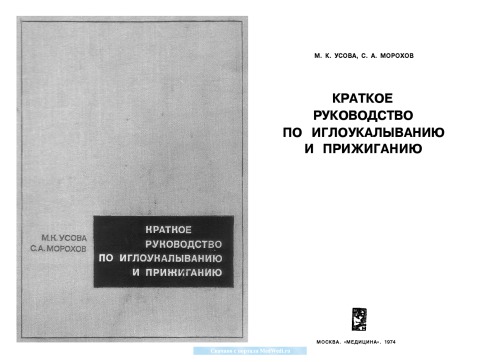 М.К. УСОВА
С.А. МОРОХОВ
КРАТКОЕ
РУКОВОДСТВО
ПО ИГЛОУКАЛЫВАНИЮ
И ПРИЖИГАНИЮ
М. К. УСОВА, С. А. МОРОХОВ
КРАТКОЕ
РУКОВОДСТВО
ПО ИГЛОУКАЛЫВАНИЮ
И ПРИЖИГАНИЮ
МОСКВА. «МЕДИЦИНА». 1974